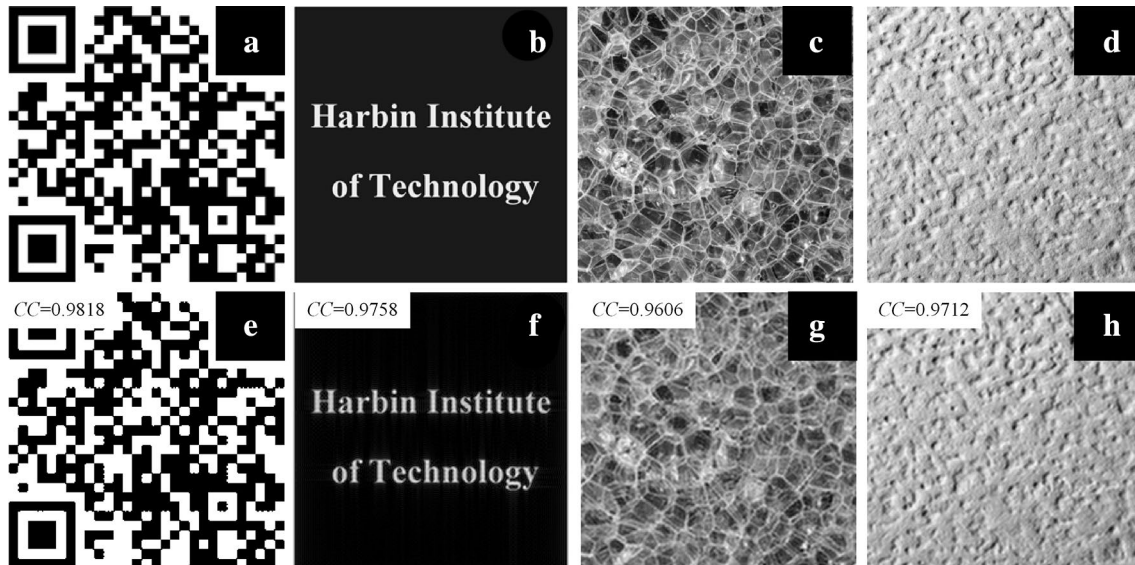 a
b
c
d
Harbin Institute
of Technology
CC=0.9818
e
CC=0.9758
f
CC=0.9606
g
CC=0.9712
h
Harbin Institute
of Technology